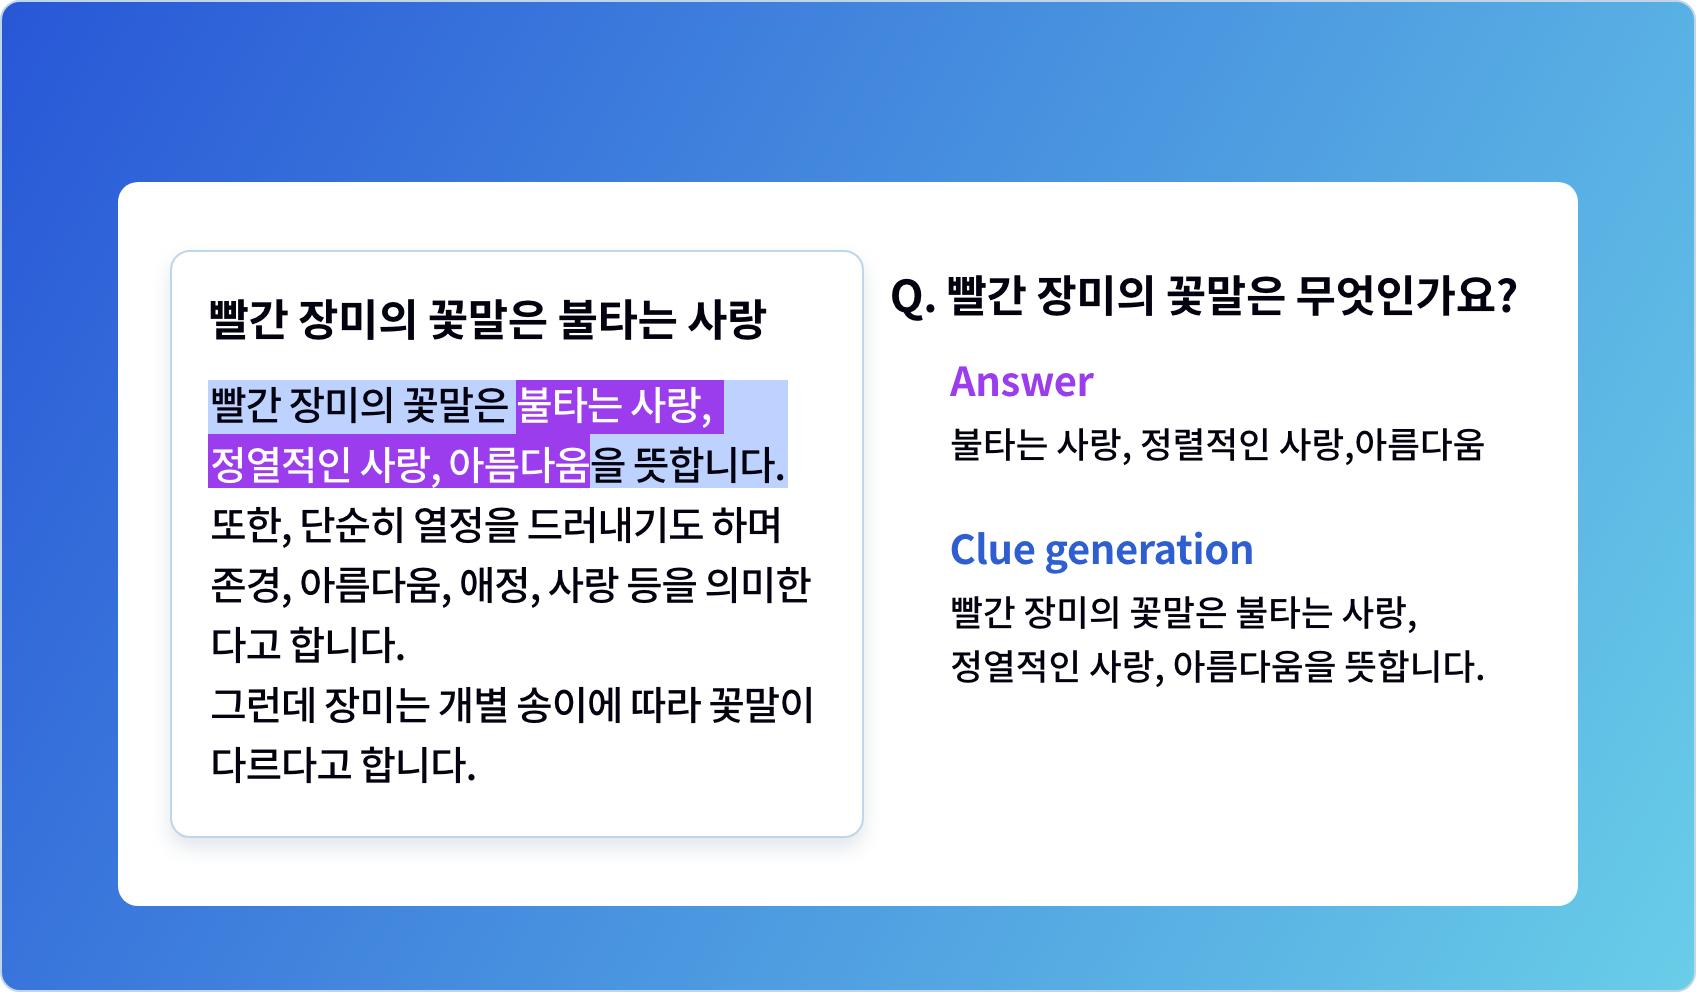 빨간 장미의 꽃말은 불타는 사랑
빨간 장미의 꽃말은 불타는 사랑,
정열적인 사랑, 아름다움을 뜻합니다.
또한, 단순히 열정을 드러내기도 하며
존경, 아름다움, 애정, 사랑 등을 의미한
다고 합니다.
그런데 장미는 개별 송이에 따라 꽃말이
다르다고 합니다.
Q. 빨간 장미의 꽃말은 무엇인가요?
Answer
불타는 사랑, 정렬적인 사랑,아름다움
Clue generation
빨간 장미의 꽃말은 불타는 사랑,
정열적인 사랑, 아름다움을 뜻합니다.